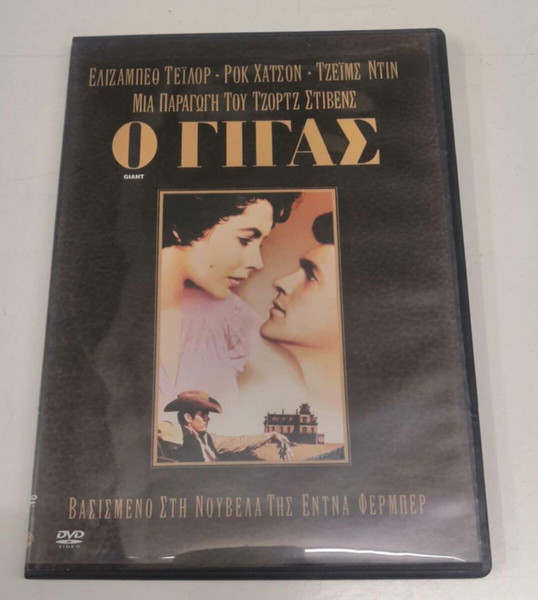 ΕΛΙΖΑΜΠΕΘ ΤΕΪΛΟΡ - ΡΟΚ ΧΑΤΣΟΝ - ΤΖΕΪΜΣ ΝΤΙΝ
ΜΙΑ ΠΑΡΑΓΩΓΗ ΤΟΥ ΤΖΟΡΤΖ ΣΤΙΒΕΝΣ
Ο ΓΙΓΑΣ
GIANT
ΒΑΣΙΣΜΕΝΟ ΣΤΗ ΝΟΥΒΕΛΑ ΤΗΣ ΕΝΤΝΑ ΦΕΡΜΠΕΡ
DVD
VIDEO